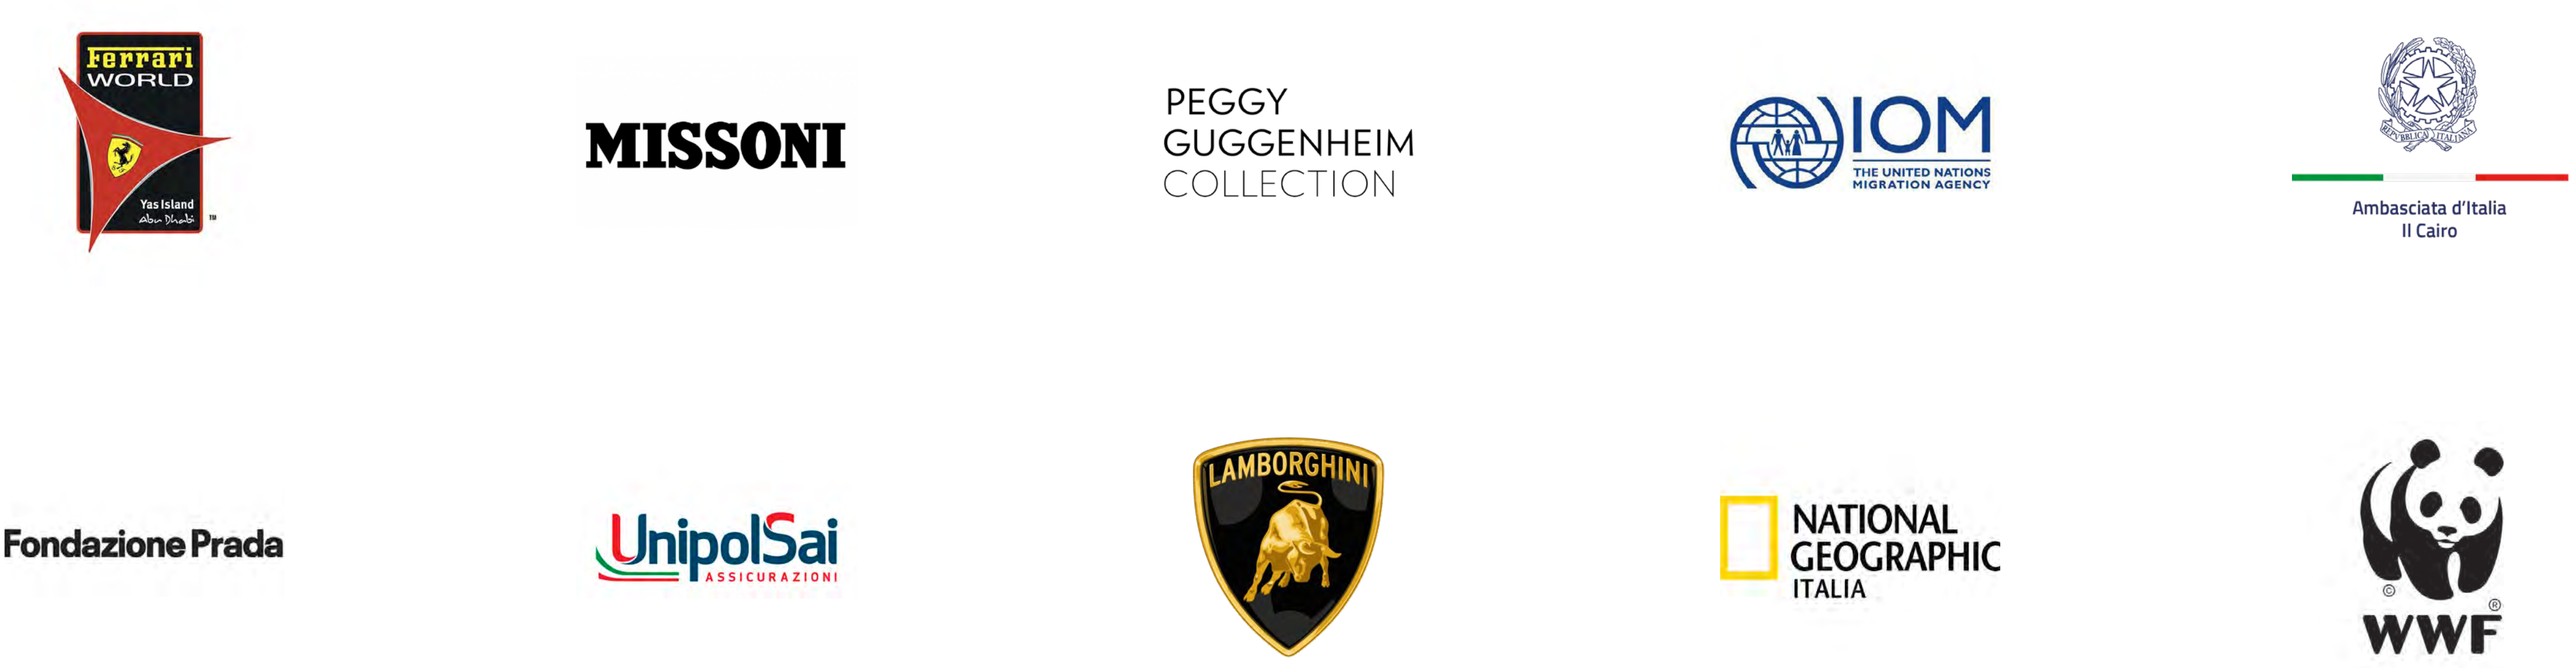 Ferrari
WORLD
Yas Island
Abu Dhabi
TM
MISSONI
PEGGY
GUGGENHEIM
COLLECTION
IOM
THE UNITED NATIONS
MIGRATION AGENCY
REPVBBLICA ITALIANA
Ambasciata d'Italia
Il Cairo
Fondazione Prada
UnipolSai
ASSICURAZIONI
LAMBORGHINI
NATIONAL
GEOGRAPHIC
ITALIA
©
®
WWF